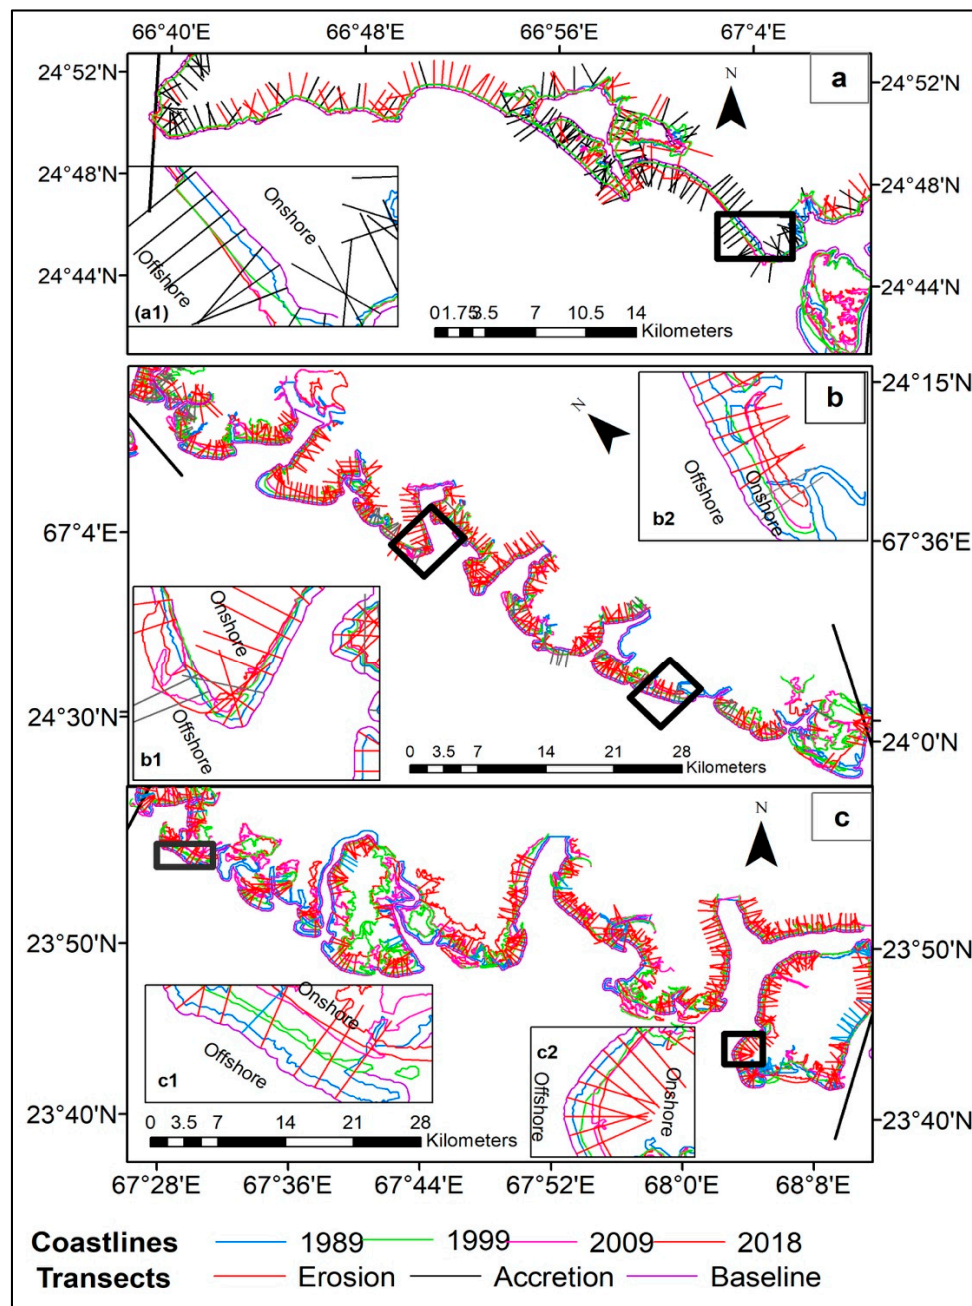 66°40'E 66°48'E 66°56'E 67°4'E
24°52'N a 24°52'N
N
24°48'N 24°48'N
Onshore
Offshore
24°44'N 24°44'N
(a1)
01.753.5 7 10.5 14 Kilometers
24°15'N
b
N
Offshore
Onshore
b2
67°4'E 67°36'E
Onshore
Offshore
b1
24°30'N 24°0'N
0 3.5 7 14 21 28
Kilometers
c
N
23°50'N 23°50'N
Onshore
Offshore
c1
c2
Offshore
Onshore
23°40'N 23°40'N
0 3.5 7 14 21 28
Kilometers
67°28'E 67°36'E 67°44'E 67°52'E 68°0'E 68°8'E
Coastlines 1989 1999 2009 2018
Transects Erosion Accretion Baseline